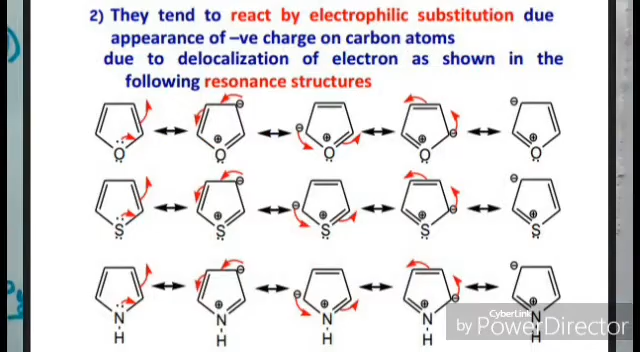 2) They tend to react by electrophilic substitution due
appearance of –ve charge on carbon atoms
due to delocalization of electron as shown in the
following resonance structures
O O O O O
S S S S S
N N N N N
H H H H H
CyberLink
by PowerDirector